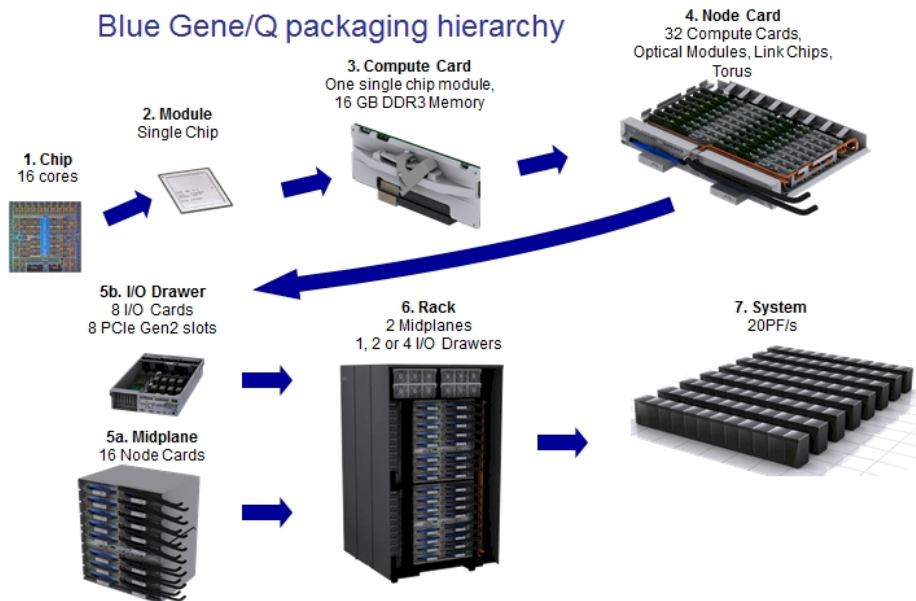 Blue Gene/Q packaging hierarchy
1. Chip
16 cores
2. Module
Single Chip
3. Compute Card
One single chip module,
16 GB DDR3 Memory
4. Node Card
32 Compute Cards,
Optical Modules, Link Chips,
Torus
5b. I/O Drawer
8 I/O Cards
8 PCIe Gen2 slots
6. Rack
2 Midplanes
1, 2 or 4 I/O Drawers
7. System
20PF/s
5a. Midplane
16 Node Cards